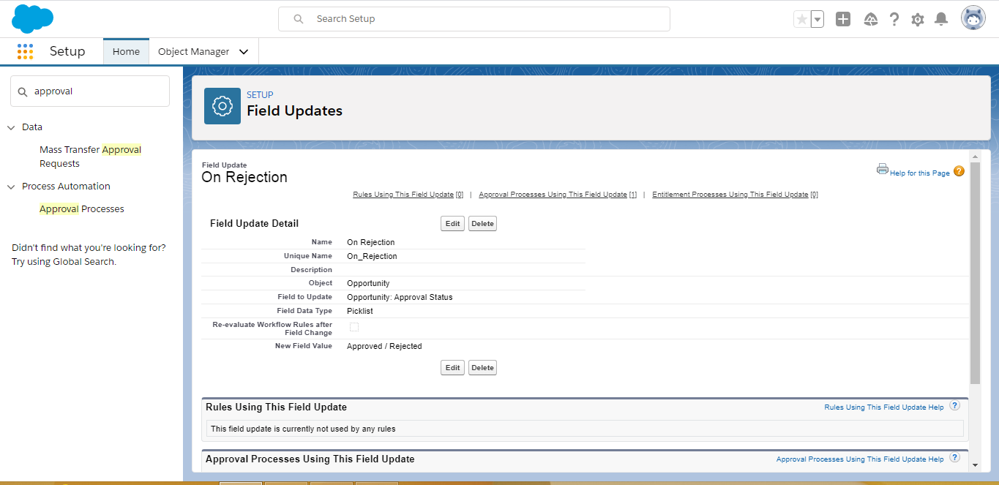 Search Setup
Setup
Home
Object Manager
approval
Data
Mass Transfer Approval
Requests
Process Automation
Approval Processes
Didn't find what you're looking for?
Try using Global Search.
SETUP
Field Updates
Field Update
On Rejection
Help for this Page ?
Rules Using This Field Update [0] | Approval Processes Using This Field Update [1] | Entitlement Processes Using This Field Update [0]
Field Update Detail Edit Delete
Name On Rejection
Unique Name On_Rejection
Description
Object Opportunity
Field to Update Opportunity: Approval Status
Field Data Type Picklist
Re-evaluate Workflow Rules after
Field Change
New Field Value Approved / Rejected
Edit Delete
Rules Using This Field Update Rules Using This Field Update Help ?
This field update is currently not used by any rules
Approval Processes Using This Field Update Approval Processes Using This Field Update Help ?